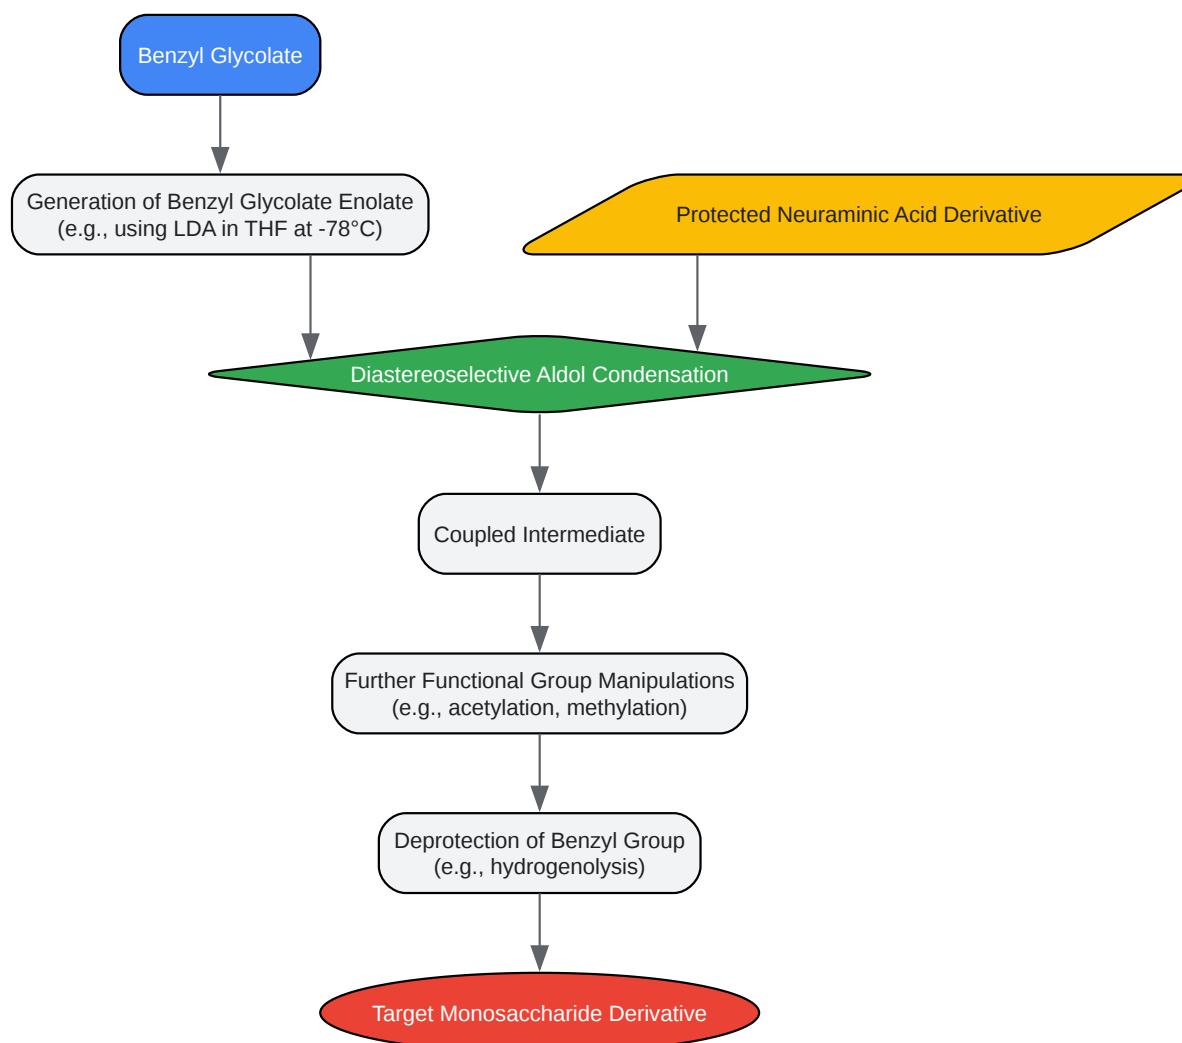 Benzyl Glycolate
Generation of Benzyl Glycolate Enolate
(e.g., using LDA in THF at -78°C)
Protected Neuraminic Acid Derivative
Diastereoselective Aldol Condensation
Coupled Intermediate
Further Functional Group Manipulations
(e.g., acetylation, methylation)
Deprotection of Benzyl Group
(e.g., hydrogenolysis)
Target Monosaccharide Derivative